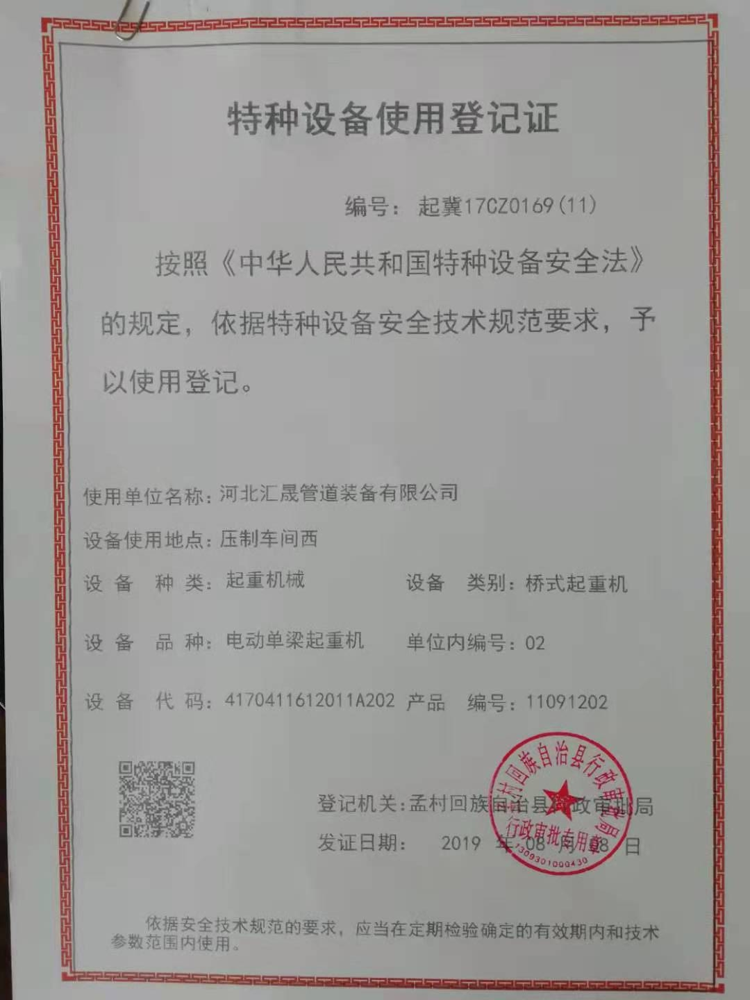 特种设备使用登记证
编号： 起冀17CZ0169(11)
按照《中华人民共和国特种设备安全法》
的规定，依据特种设备安全技术规范要求，予
以使用登记。
使用单位名称：河北汇晟管道装备有限公司
设备使用地点：压制车间西
设备 种类：起重机械 设备 类别：桥式起重机
设备 品种：电动单梁起重机 单位内编号：02
设备 代码：4170411612011A202 产品 编号：11091202
登记机关：孟村回族自治县行政审批局
发证日期： 2019 年 08 月 08 日
孟村回族自治县行政审批局
行政审批专用章
1309301000430
依据安全技术规范的要求，应当在定期检验确定的有效期内和技术
参数范围内使用。